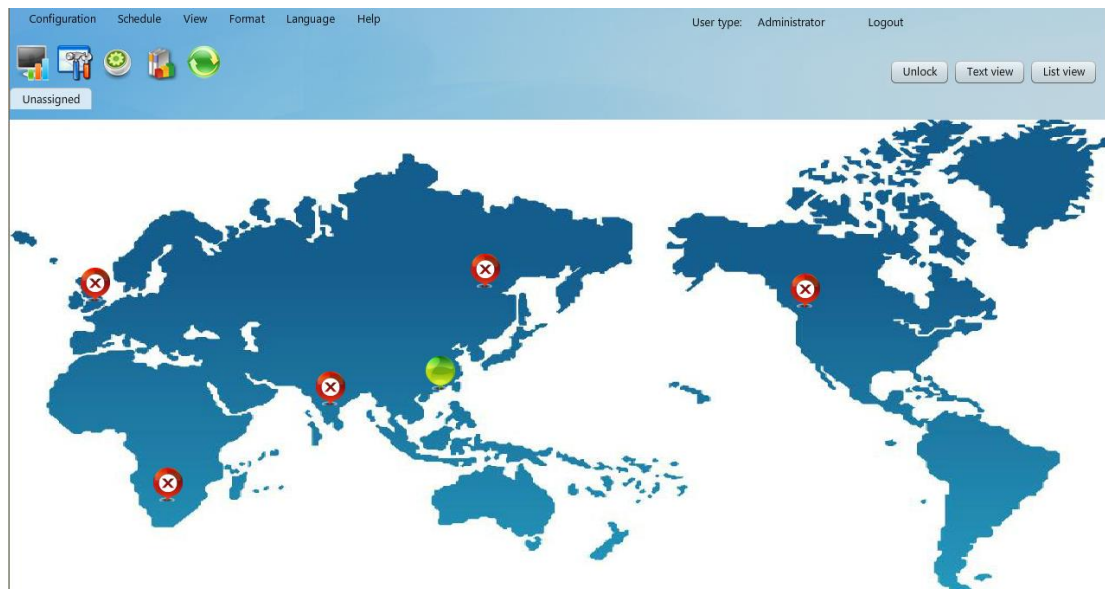 Configuration Schedule View Format Language Help User type: Administrator Logout
Unlock Text view List view
Unassigned